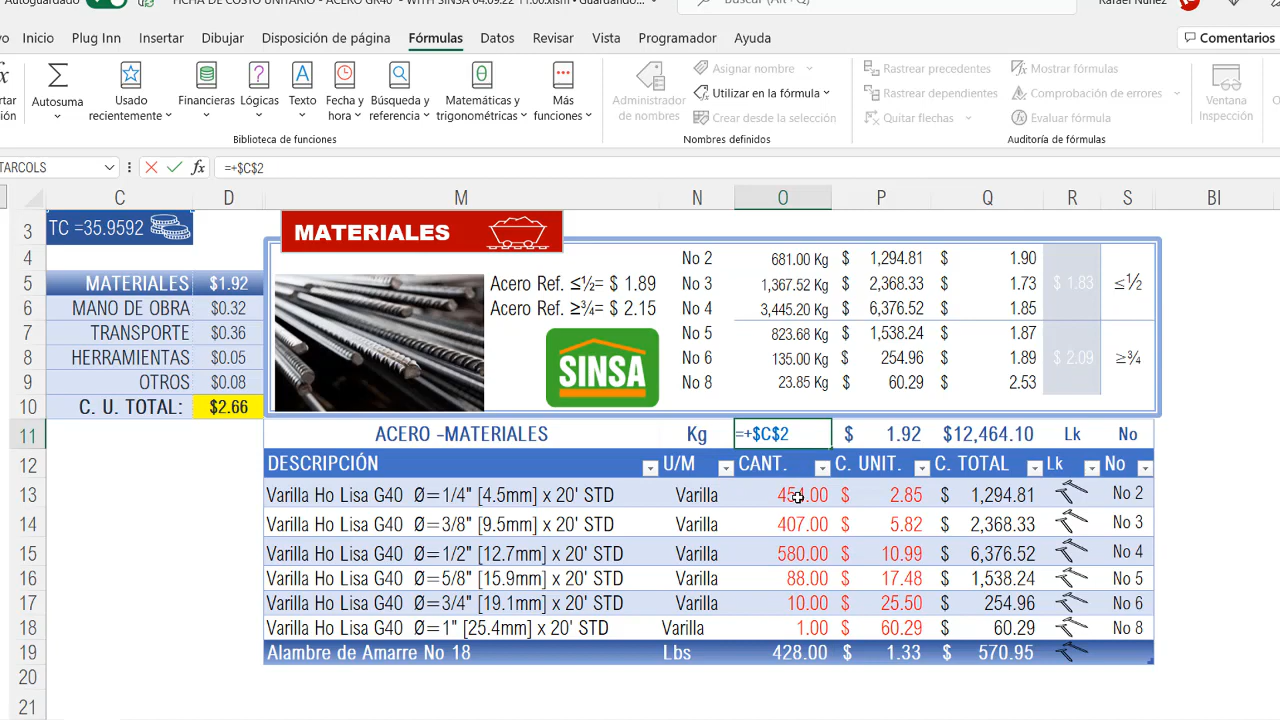 Autoguardado FICHA DE COSTO UNITARIO - ACERO GR40 - WITH SINSA 04.09.22 11.00.xlsm - Guardando... Buscar (Alt+Q) Rafael Nuñez
Inicio Plug Inn Insertar Dibujar Disposición de página Fórmulas Datos Revisar Vista Programador Ayuda Comentarios
Autosuma Usado recientemente Financieras Lógicas Texto Fecha y hora Búsqueda y referencia Matemáticas y trigonométricas Más funciones
Biblioteca de funciones
Administrador de nombres
Asignar nombre
Utilizar en la fórmula
Crear desde la selección
Nombres definidos
Rastrear precedentes Mostrar fórmulas
Rastrear dependientes Comprobación de errores
Quitar flechas Evaluar fórmula
Ventana Inspección
Auditoría de fórmulas
TARCOLS fx =+$C$2
C D M N O P Q R S BI
3 TC =35.9592 MATERIALES
4 No 2 681.00 Kg $ 1,294.81 $ 1.90
5 MATERIALES $1.92 Acero Ref. ≤½= $ 1.89 No 3 1,367.52 Kg $ 2,368.33 $ 1.73 $ 1.83 ≤½
6 MANO DE OBRA $0.32 Acero Ref. ≥¾= $ 2.15 No 4 3,445.20 Kg $ 6,376.52 $ 1.85
7 TRANSPORTE $0.36 No 5 823.68 Kg $ 1,538.24 $ 1.87
8 HERRAMIENTAS $0.05 SINSA No 6 135.00 Kg $ 254.96 $ 1.89 $ 2.09 ≥¾
9 OTROS $0.08 No 8 23.85 Kg $ 60.29 $ 2.53
10 C. U. TOTAL: $2.66
11 ACERO -MATERIALES Kg =+$C$2 $ 1.92 $12,464.10 Lk No
12 DESCRIPCIÓN U/M CANT. C. UNIT. C. TOTAL Lk No
13 Varilla Ho Lisa G40 Ø=1/4" [4.5mm] x 20' STD Varilla 454.00 $ 2.85 $ 1,294.81 No 2
14 Varilla Ho Lisa G40 Ø=3/8" [9.5mm] x 20' STD Varilla 407.00 $ 5.82 $ 2,368.33 No 3
15 Varilla Ho Lisa G40 Ø=1/2" [12.7mm] x 20' STD Varilla 580.00 $ 10.99 $ 6,376.52 No 4
16 Varilla Ho Lisa G40 Ø=5/8" [15.9mm] x 20' STD Varilla 88.00 $ 17.48 $ 1,538.24 No 5
17 Varilla Ho Lisa G40 Ø=3/4" [19.1mm] x 20' STD Varilla 10.00 $ 25.50 $ 254.96 No 6
18 Varilla Ho Lisa G40 Ø=1" [25.4mm] x 20' STD Varilla 1.00 $ 60.29 $ 60.29 No 8
19 Alambre de Amarre No 18 Lbs 428.00 $ 1.33 $ 570.95
20
21